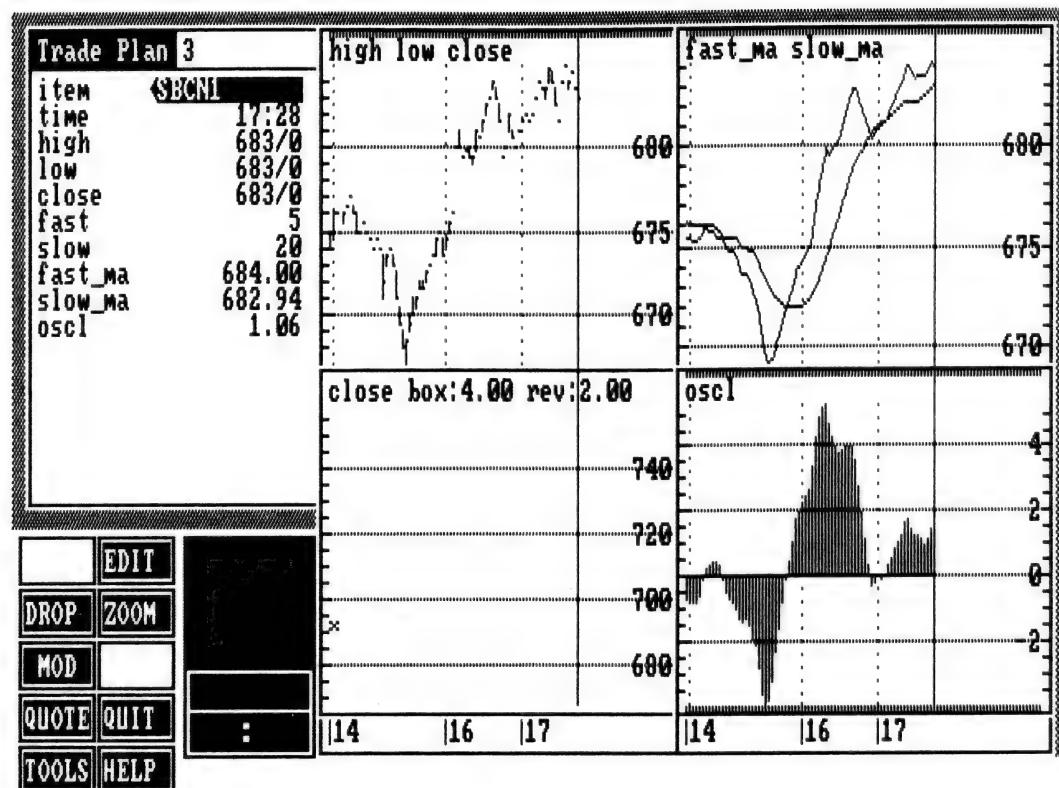 Trade Plan 3
item SBCN1
time 17:28
high 683/0
low 683/0
close 683/0
fast 5
slow 20
fast_ma 684.00
slow_ma 682.94
oscl 1.06
high low close
680
675
670
fast_ma slow_ma
680
675
670
close box:4.00 rev:2.00
740
720
700
680
|14 |16 |17
oscl
4
2
0
-2
|14 |16 |17
EDIT
DROP ZOOM
MOD
QUOTE QUIT
TOOLS HELP
: